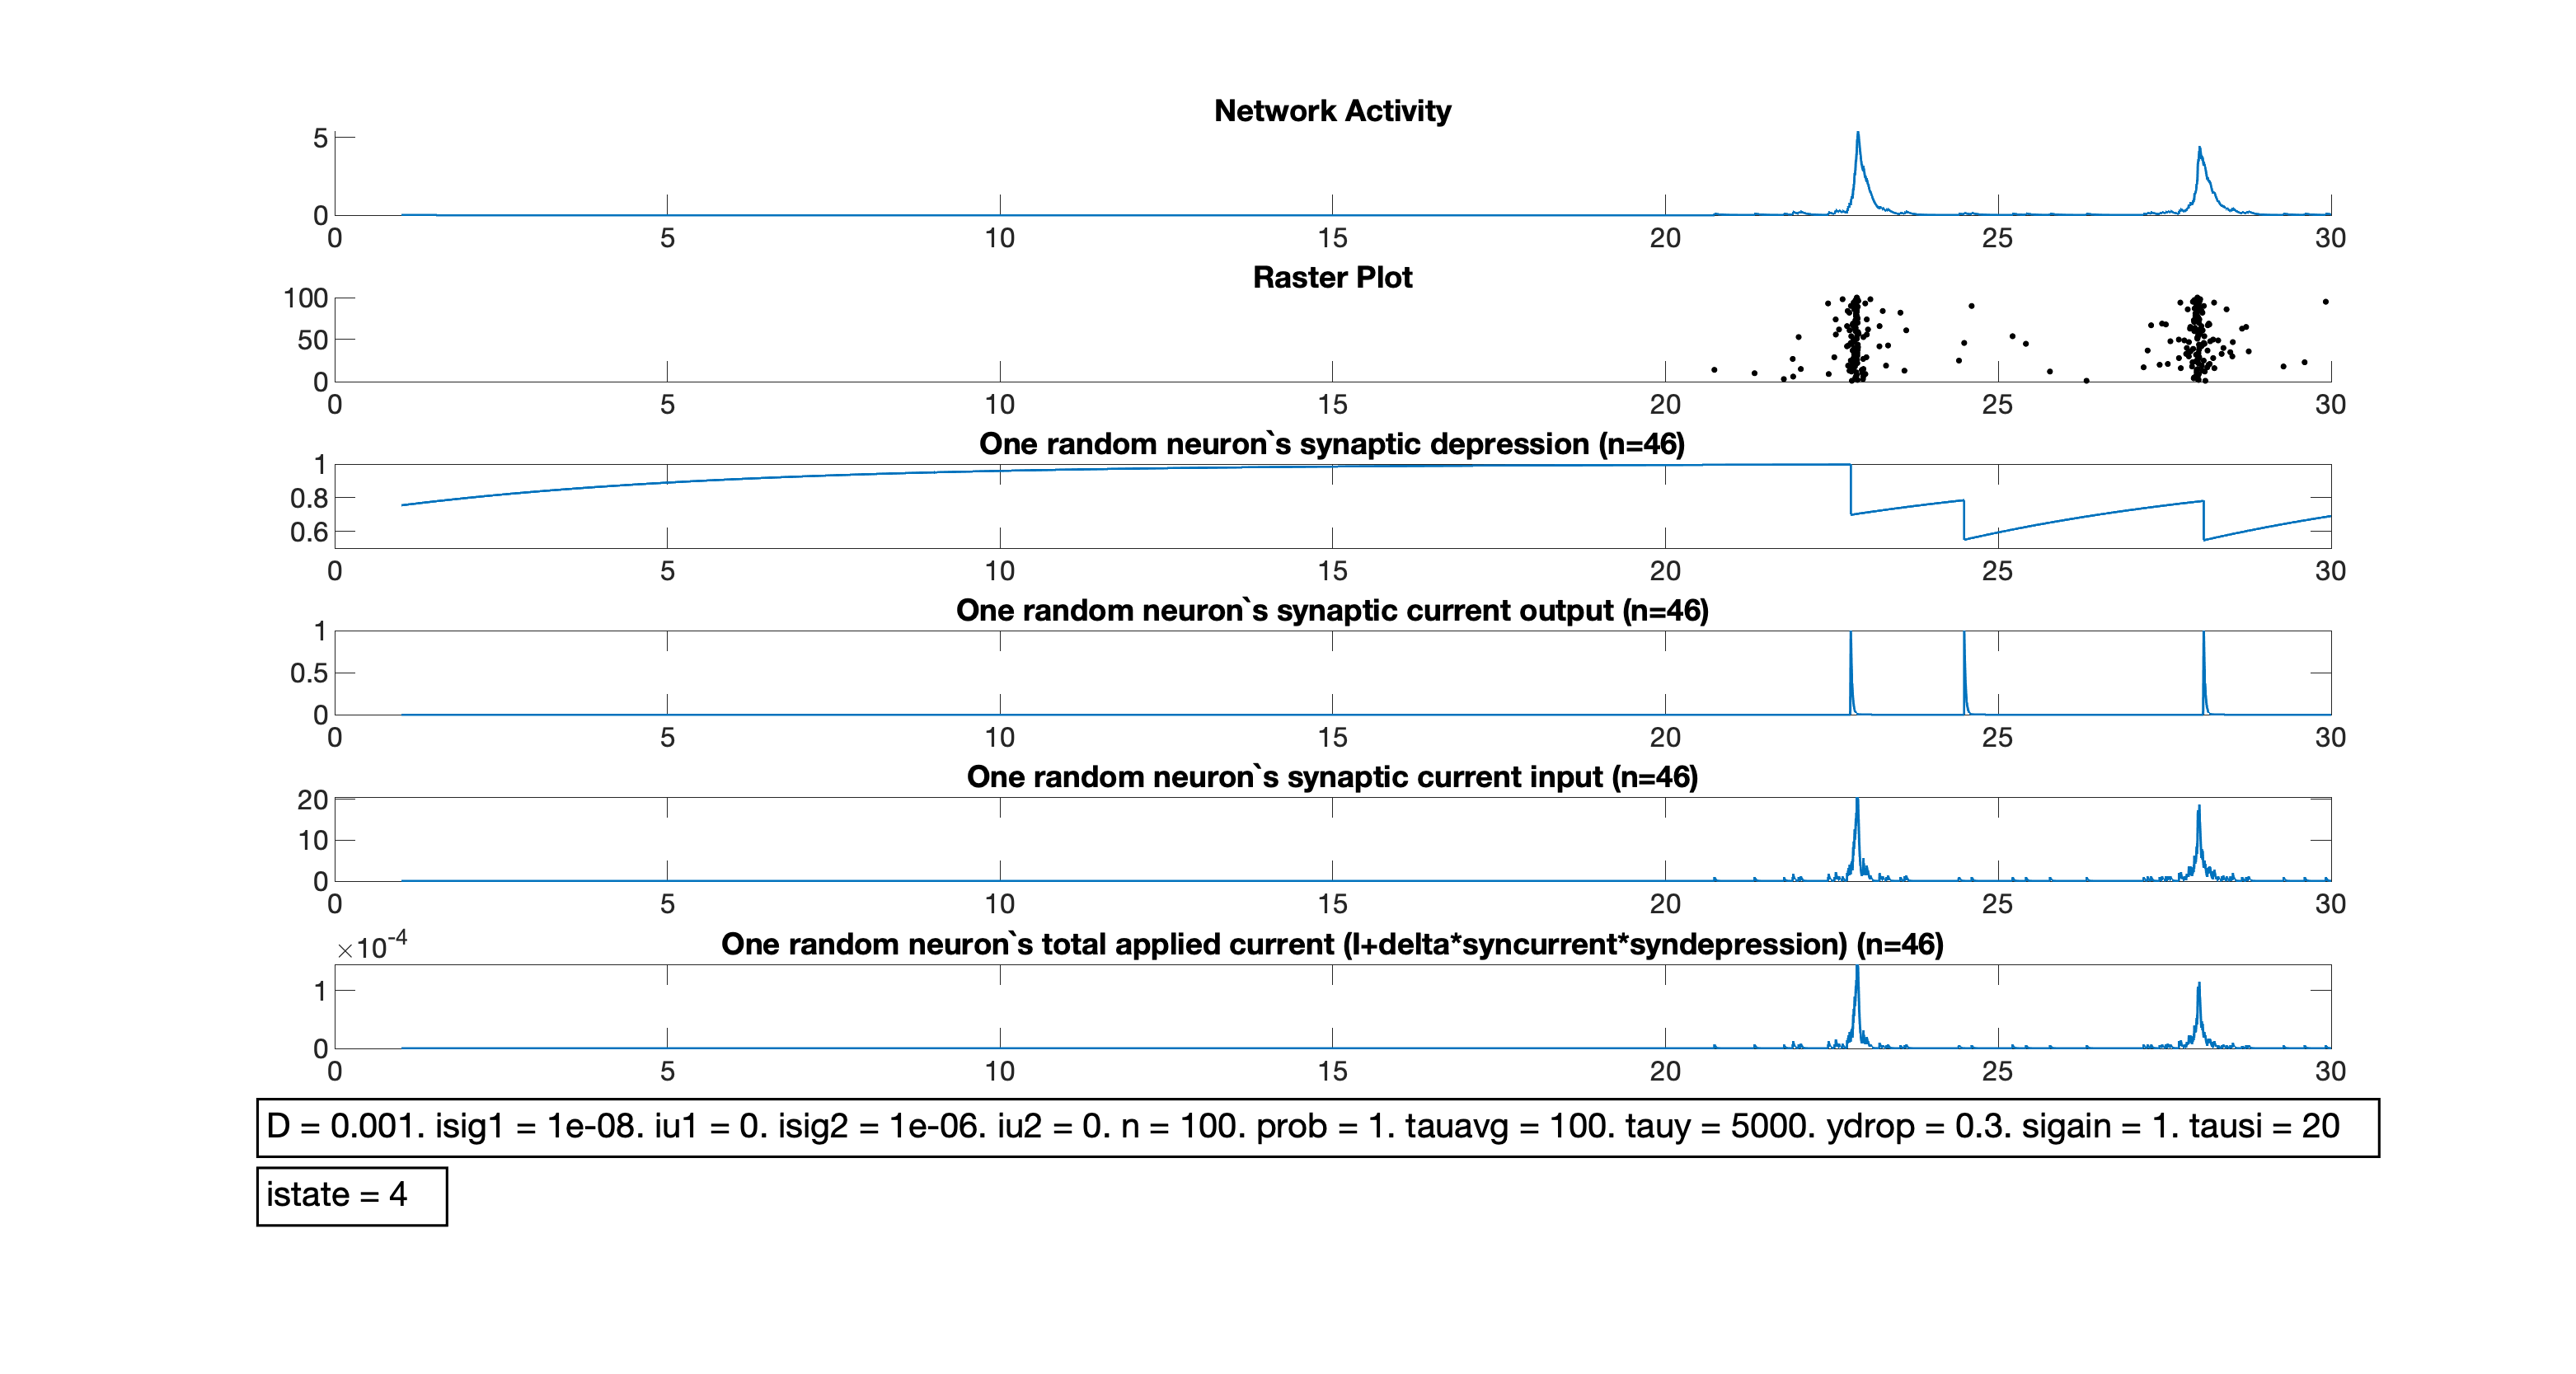 Network Activity
5
0
0 5 10 15 20 25 30
Raster Plot
100
50
0
0 5 10 15 20 25 30
One random neuron`s synaptic depression (n=46)
1
0.8
0.6
0 5 10 15 20 25 30
One random neuron`s synaptic current output (n=46)
1
0.5
0
0 5 10 15 20 25 30
One random neuron`s synaptic current input (n=46)
20
10
0
0 5 10 15 20 25 30
×10-4
One random neuron`s total applied current (I+delta*syncurrent*syndepression) (n=46)
1
0
0 5 10 15 20 25 30
D = 0.001. isig1 = 1e-08. iu1 = 0. isig2 = 1e-06. iu2 = 0. n = 100. prob = 1. tauavg = 100. tauy = 5000. ydrop = 0.3. sigain = 1. tausi = 20
istate = 4